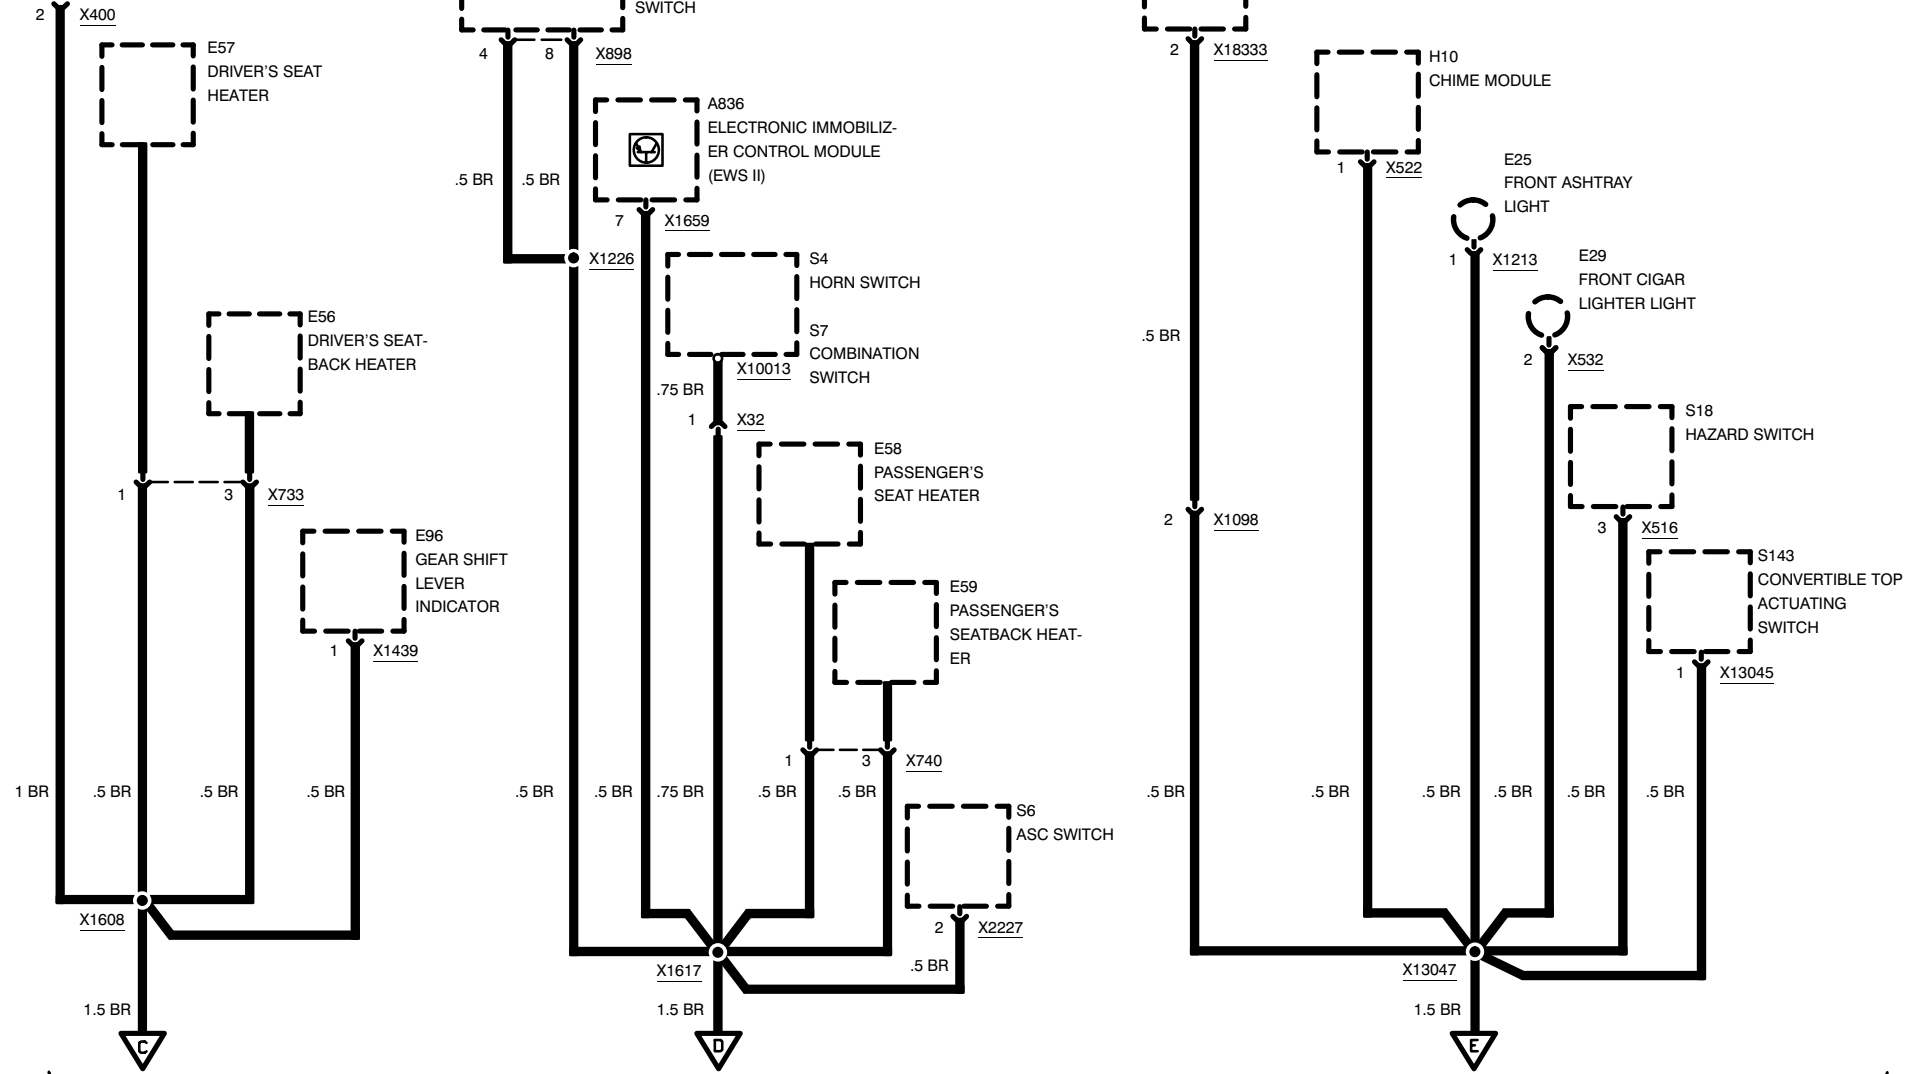 2 X400
E57
DRIVER'S SEAT
HEATER
E56
DRIVER'S SEAT-
BACK HEATER
1 3 X733
E96
GEAR SHIFT
LEVER
INDICATOR
1 X1439
1 BR .5 BR .5 BR .5 BR
X1608
1.5 BR
C
SWITCH
4 8 X898
A836
ELECTRONIC IMMOBILIZ-
ER CONTROL MODULE
(EWS II)
.5 BR .5 BR
7 X1659
X1226
S4
HORN SWITCH
S7
COMBINATION
SWITCH
X10013
.75 BR
1 X32
E58
PASSENGER'S
SEAT HEATER
E59
PASSENGER'S
SEATBACK HEAT-
ER
1 3 X740
.5 BR .5 BR .75 BR .5 BR .5 BR
S6
ASC SWITCH
2 X2227
.5 BR
X1617
1.5 BR
D
2 X18333
H10
CHIME MODULE
1 X522
E25
FRONT ASHTRAY
LIGHT
1 X1213
E29
FRONT CIGAR
LIGHTER LIGHT
.5 BR
2 X532
S18
HAZARD SWITCH
2 X1098
3 X516
S143
CONVERTIBLE TOP
ACTUATING
SWITCH
1 X13045
.5 BR .5 BR .5 BR .5 BR .5 BR .5 BR
X13047
1.5 BR
E